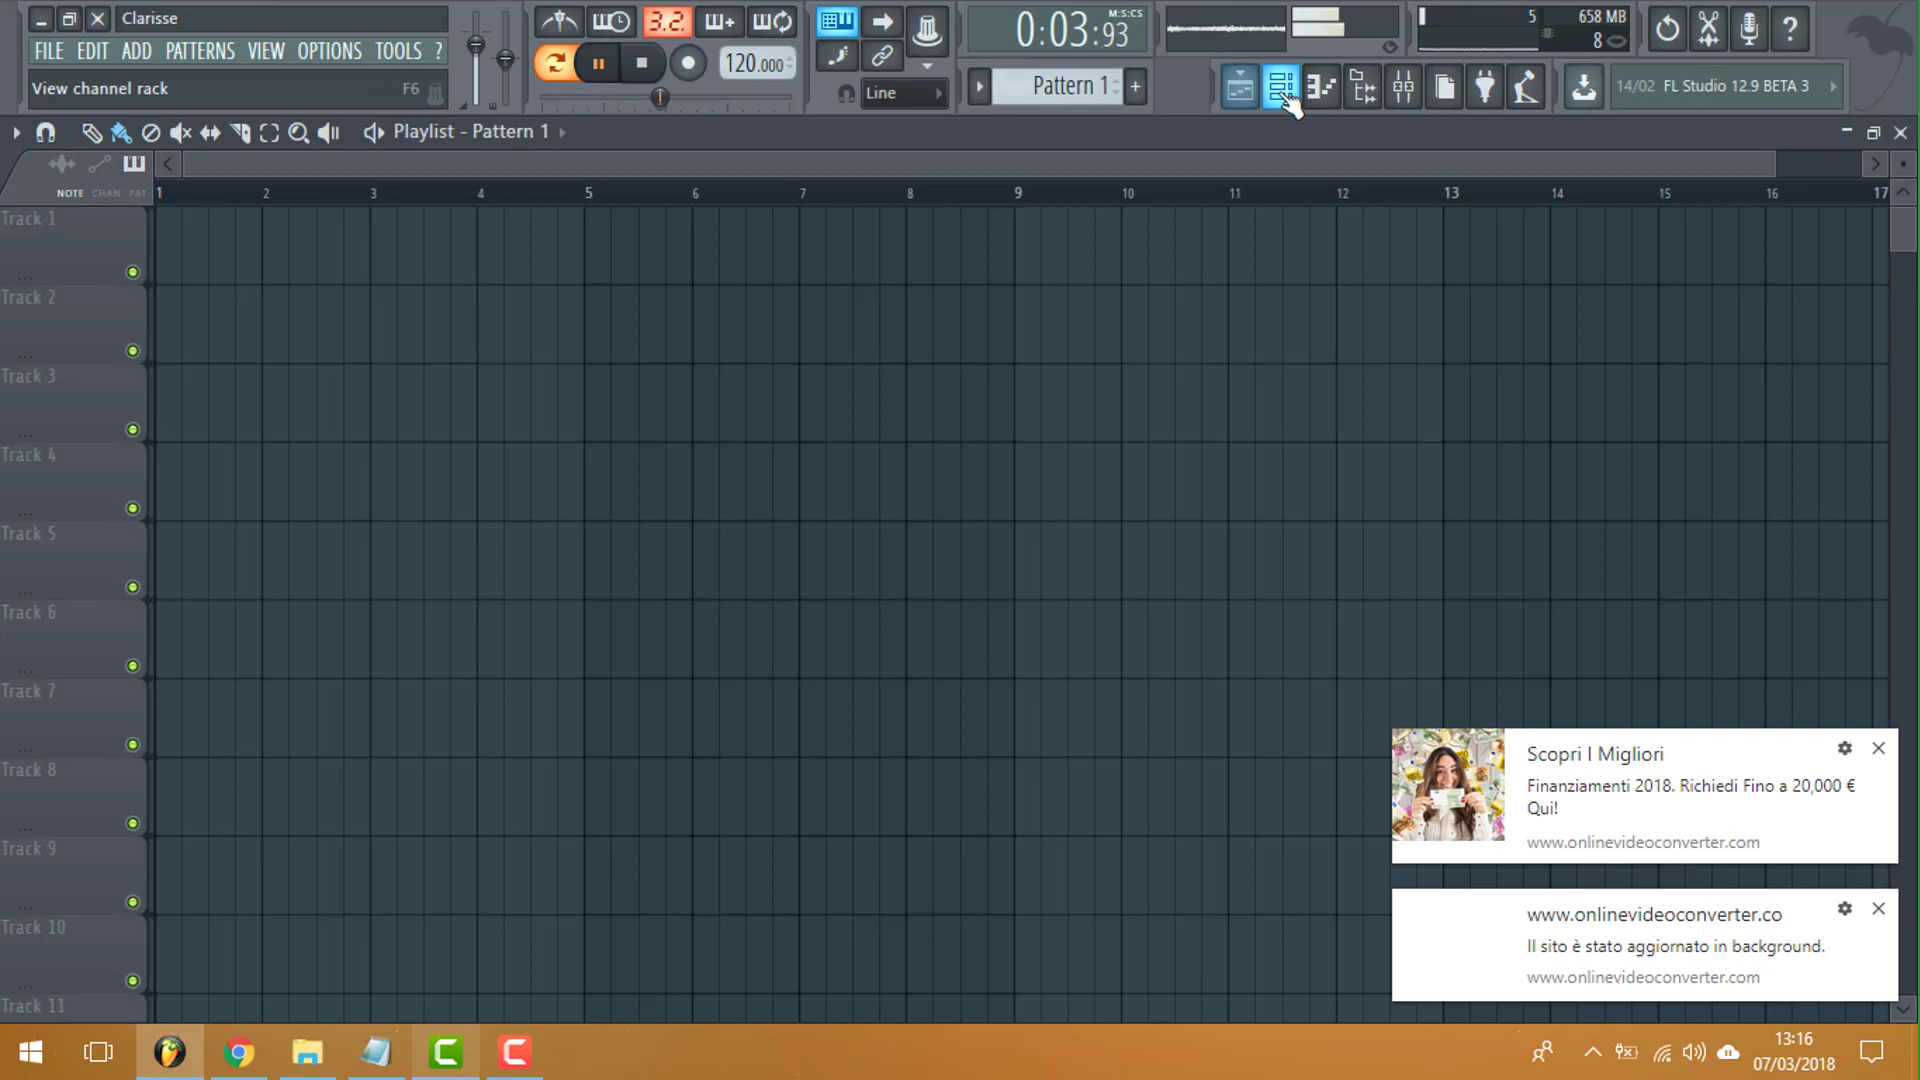 Clarisse
FILE EDIT ADD PATTERNS VIEW OPTIONS TOOLS ?
View channel rack F6
3.2.
120.000
Line
0:03:93
M:S:CS
Pattern 1
+
5
658 MB
8
?
14/02 FL Studio 12.9 BETA 3
Playlist - Pattern 1
NOTE CHAN PAT
1 2 3 4 5 6 7 8 9 10 11 12 13 14 15 16 17
Track 1
Track 2
Track 3
Track 4
Track 5
Track 6
Track 7
Track 8
Track 9
Track 10
Track 11
Scopri I Migliori
Finanziamenti 2018. Richiedi Fino a 20,000 €
Qui!
www.onlinevideoconverter.com
www.onlinevideoconverter.co
Il sito è stato aggiornato in background.
www.onlinevideoconverter.com
13:16
07/03/2018